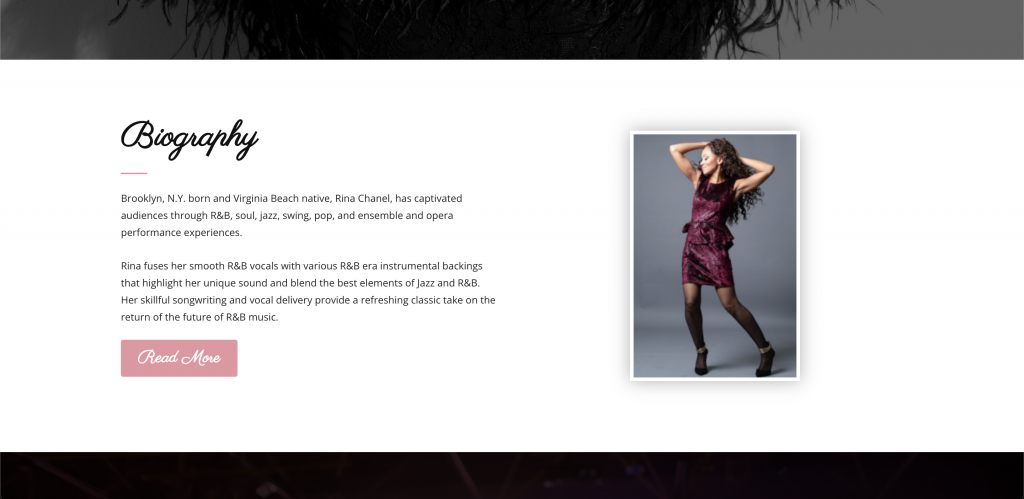 Biography
Brooklyn, N.Y. born and Virginia Beach native, Rina Chanel, has captivated
audiences through R&B, soul, jazz, swing, pop, and ensemble and opera
performance experiences.
Rina fuses her smooth R&B vocals with various R&B era instrumental backings
that highlight her unique sound and blend the best elements of Jazz and R&B.
Her skillful songwriting and vocal delivery provide a refreshing classic take on the
return of the future of R&B music.
Read More